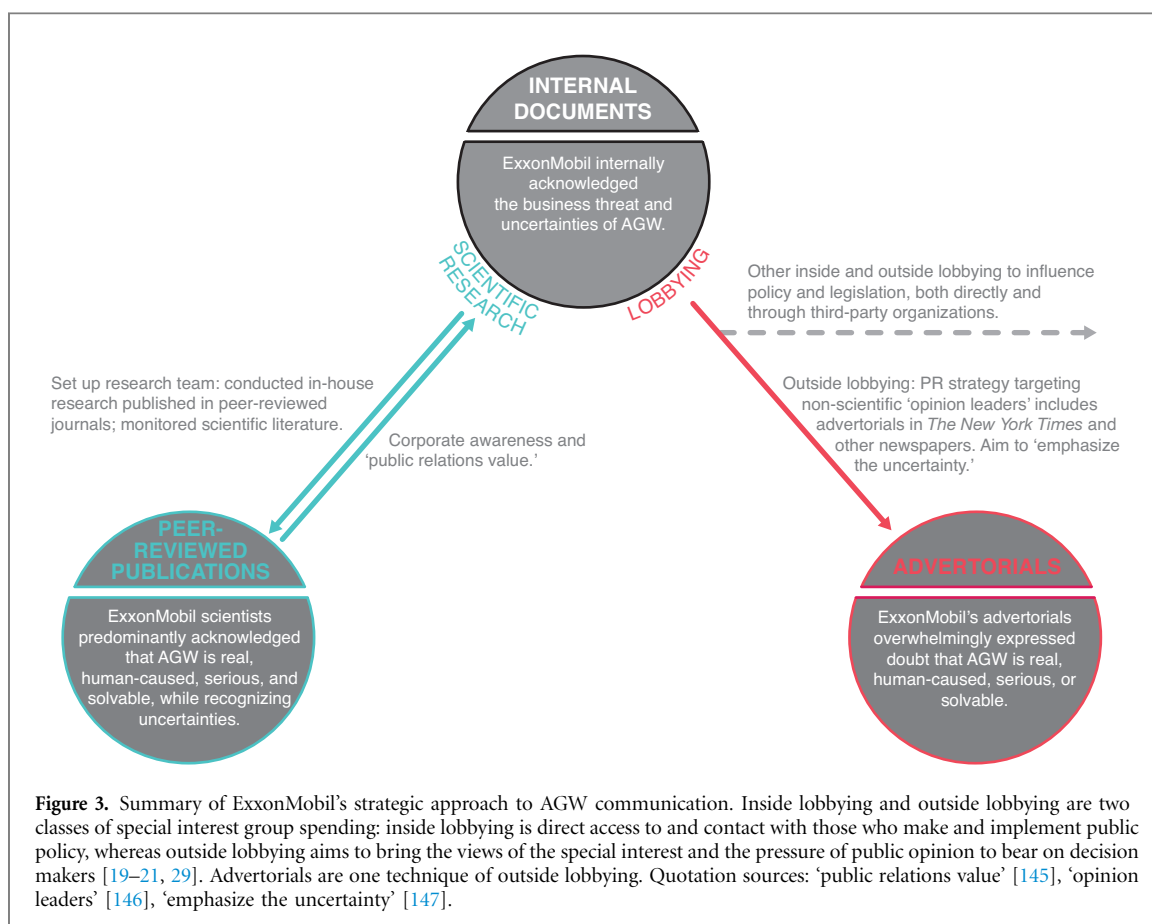 INTERNAL
DOCUMENTS
ExxonMobil internally
acknowledged
the business threat and
uncertainties of AGW.
SCIENTIFIC
RESEARCH
LOBBYING
Other inside and outside lobbying to influence
policy and legislation, both directly and
through third-party organizations.
Set up research team: conducted in-house
research published in peer-reviewed
journals; monitored scientific literature.
Corporate awareness and
‘public relations value.’
Outside lobbying: PR strategy targeting
non-scientific ‘opinion leaders’ includes
advertorials in The New York Times and
other newspapers. Aim to ‘emphasize
the uncertainty.’
PEER-
REVIEWED
PUBLICATIONS
ExxonMobil scientists
predominantly acknowledged
that AGW is real,
human-caused, serious, and
solvable, while recognizing
uncertainties.
ADVERTORIALS
ExxonMobil’s advertorials
overwhelmingly expressed
doubt that AGW is real,
human-caused, serious, or
solvable.
Figure 3. Summary of ExxonMobil’s strategic approach to AGW communication. Inside lobbying and outside lobbying are two
classes of special interest group spending: inside lobbying is direct access to and contact with those who make and implement public
policy, whereas outside lobbying aims to bring the views of the special interest and the pressure of public opinion to bear on decision
makers [19–21, 29]. Advertorials are one technique of outside lobbying. Quotation sources: ‘public relations value’ [145], ‘opinion
leaders’ [146], ‘emphasize the uncertainty’ [147].